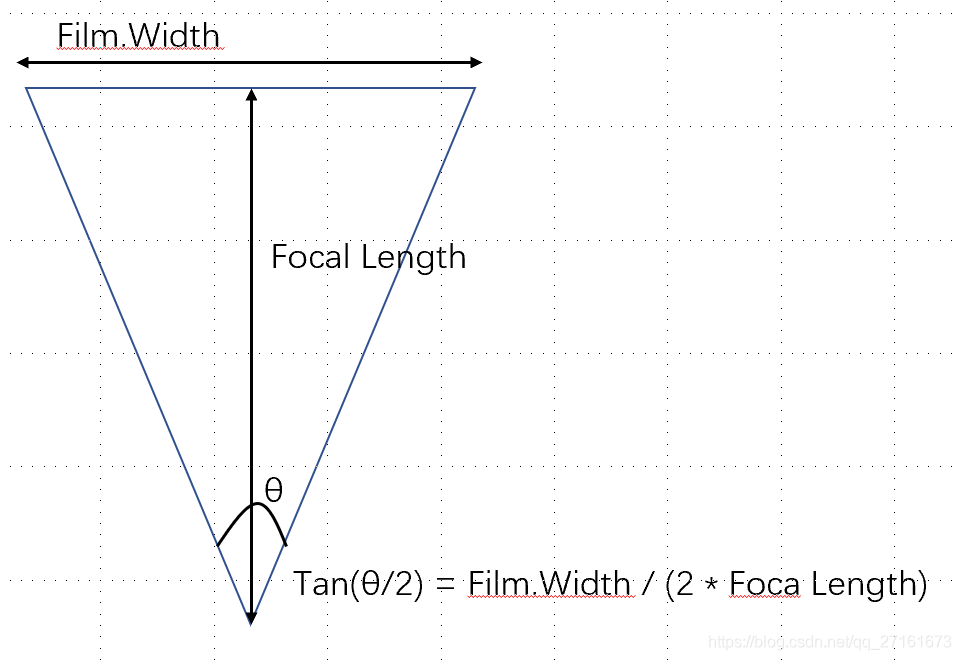 Film.Width
Focal Length
θ
Tan(θ/2) = Film.Width / (2 * Foca Length)
https://blog.csdn.net/qq_27161673